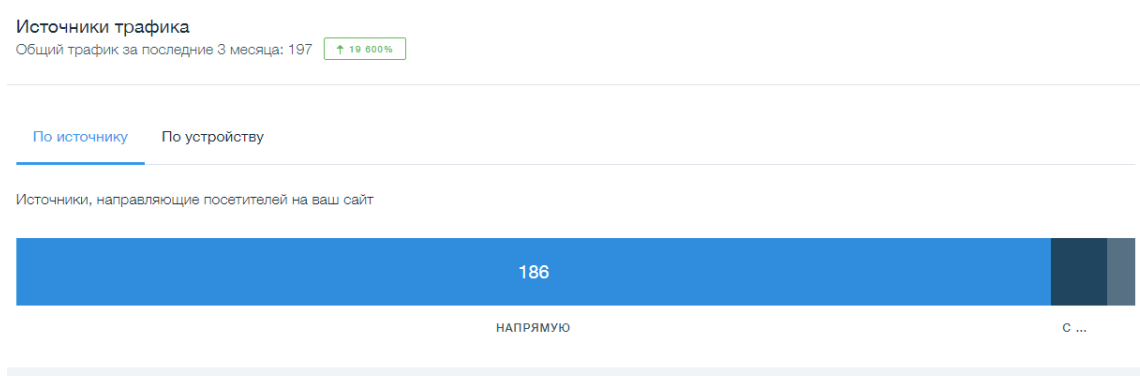 Источники трафика
Общий трафик за последние 3 месяца: 197 ↑ 19 600%
По источнику По устройству
Источники, направляющие посетителей на ваш сайт
186
НАПРЯМУЮ С ...